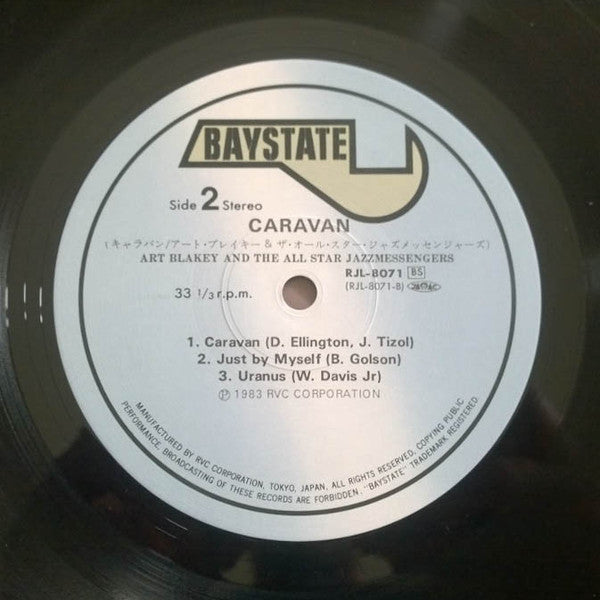 BAYSTATE
Side 2 Stereo
CARAVAN
(キャラバン/アート・ブレイキー&ザ・オール・スター・ジャズメッセンジャーズ)
ART BLAKEY AND THE ALL STAR JAZZMESSENGERS
RJL-8071 BS
33 1/3 r.p.m.
(RJL-8071-B)
1. Caravan (D. Ellington, J. Tizol)
2. Just by Myself (B. Golson)
3. Uranus (W. Davis Jr)
Ⓟ 1983 RVC CORPORATION
MANUFACTURED BY RVC CORPORATION, TOKYO, JAPAN, ALL RIGHTS RESERVED, COPYING PUBLIC
PERFORMANCE, BROADCASTING OF THESE RECORDS ARE FORBIDDEN. "BAYSTATE" TRADEMARK REGISTERED.